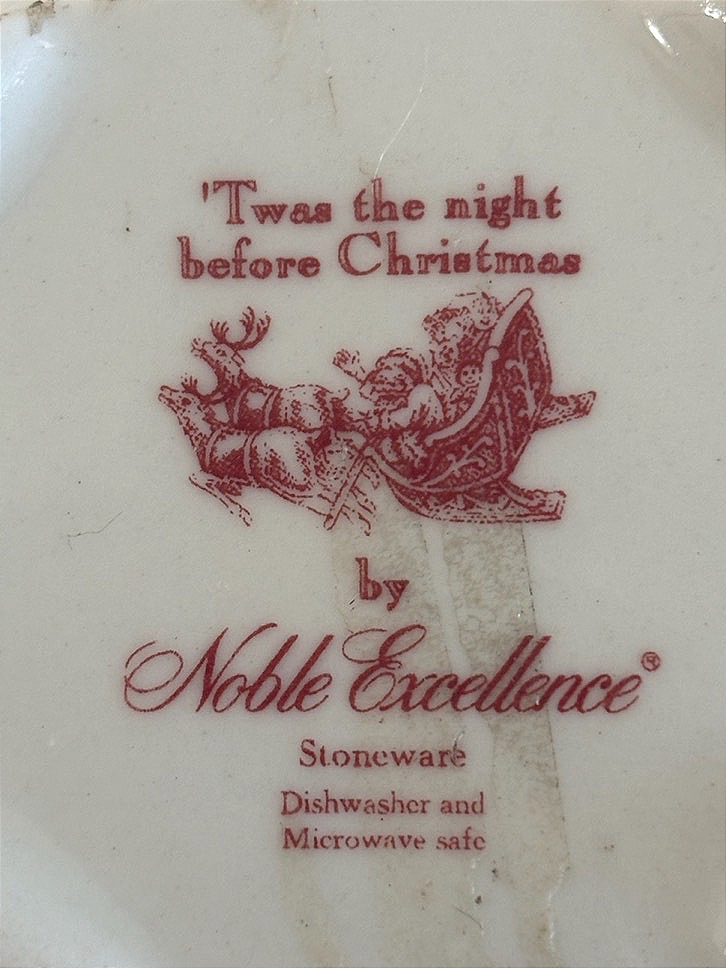 'Twas the night
before Christmas
by
Noble Excellence®
Stoneware
Dishwasher and
Microwave safe